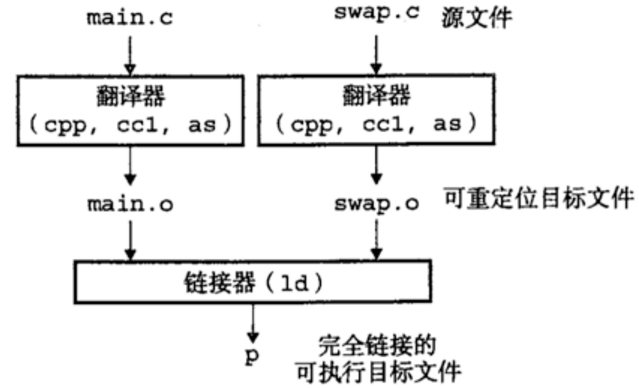 main.c
swap.c 源文件
翻译器
(cpp, cc1, as)
翻译器
(cpp, cc1, as)
main.o
swap.o 可重定位目标文件
链接器(ld)
p
完全链接的
可执行目标文件